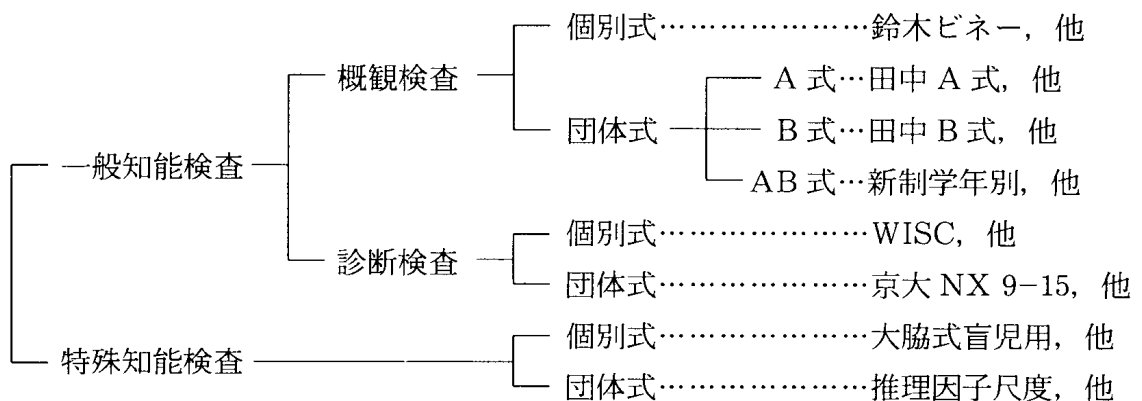 個別式…………………鈴木ビネー，他
概観検査
A 式…田中 A 式，他
団体式
B 式…田中 B 式，他
一般知能検査
AB 式…新制学年別，他
個別式…………………WISC，他
診断検査
団体式…………………京大 NX 9−15，他
個別式…………………大脇式盲児用，他
特殊知能検査
団体式…………………推理因子尺度，他